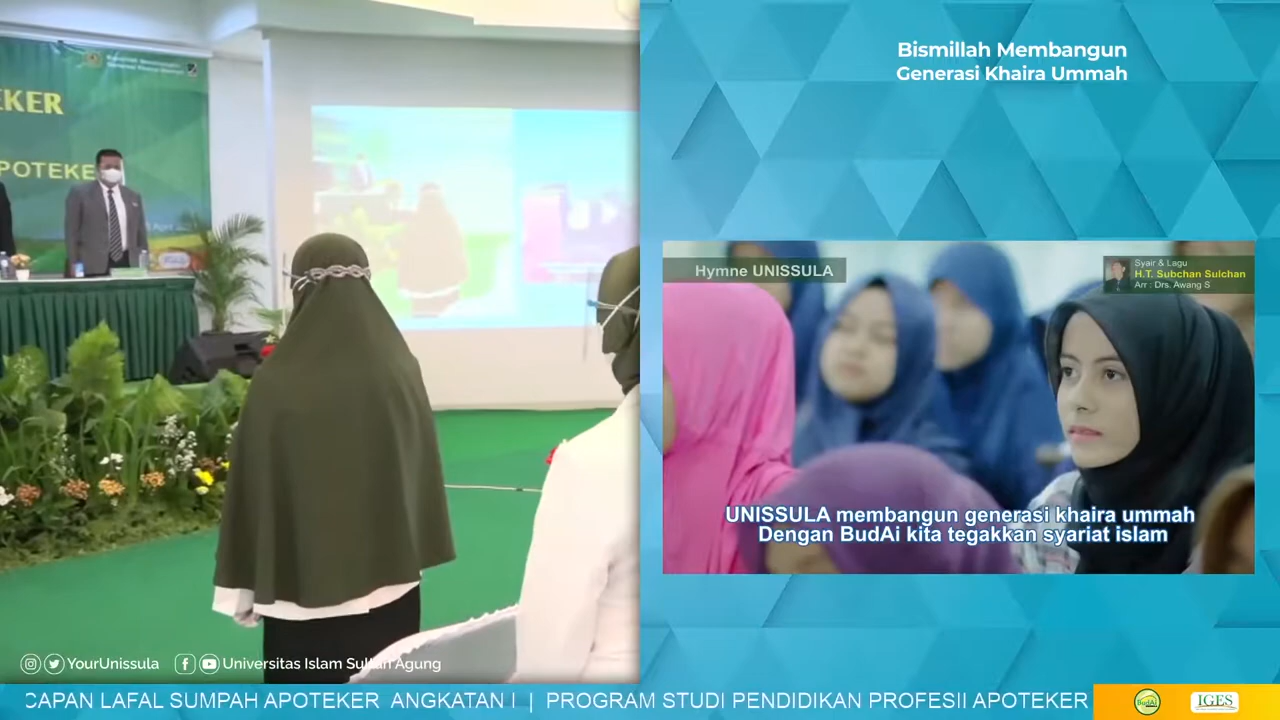 EKER
POTEKE
Bismillah Membangun
Generasi Khaira Ummah
Hymne UNISSULA
Syair & Lagu
H.T. Subchan Sulchan
Arr : Drs. Awang S
UNISSULA membangun generasi khaira ummah
Dengan BudAi kita tegakkan syariat islam
YourUnissula
Universitas Islam Sultan Agung
CAPAN LAFAL SUMPAH APOTEKER ANGKATAN I | PROGRAM STUDI PENDIDIKAN PROFESII APOTEKER
BudAi
IGES